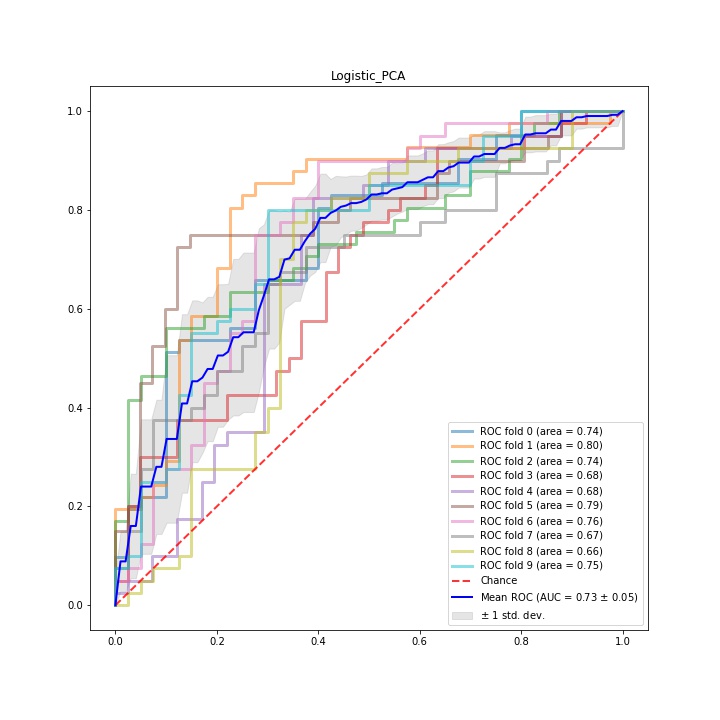 Logistic_PCA
1.0
0.8
0.6
0.4
0.2
0.0
0.0 0.2 0.4 0.6 0.8 1.0
ROC fold 0 (area = 0.74)
ROC fold 1 (area = 0.80)
ROC fold 2 (area = 0.74)
ROC fold 3 (area = 0.68)
ROC fold 4 (area = 0.68)
ROC fold 5 (area = 0.79)
ROC fold 6 (area = 0.76)
ROC fold 7 (area = 0.67)
ROC fold 8 (area = 0.66)
ROC fold 9 (area = 0.75)
Chance
Mean ROC (AUC = 0.73 ± 0.05)
± 1 std. dev.